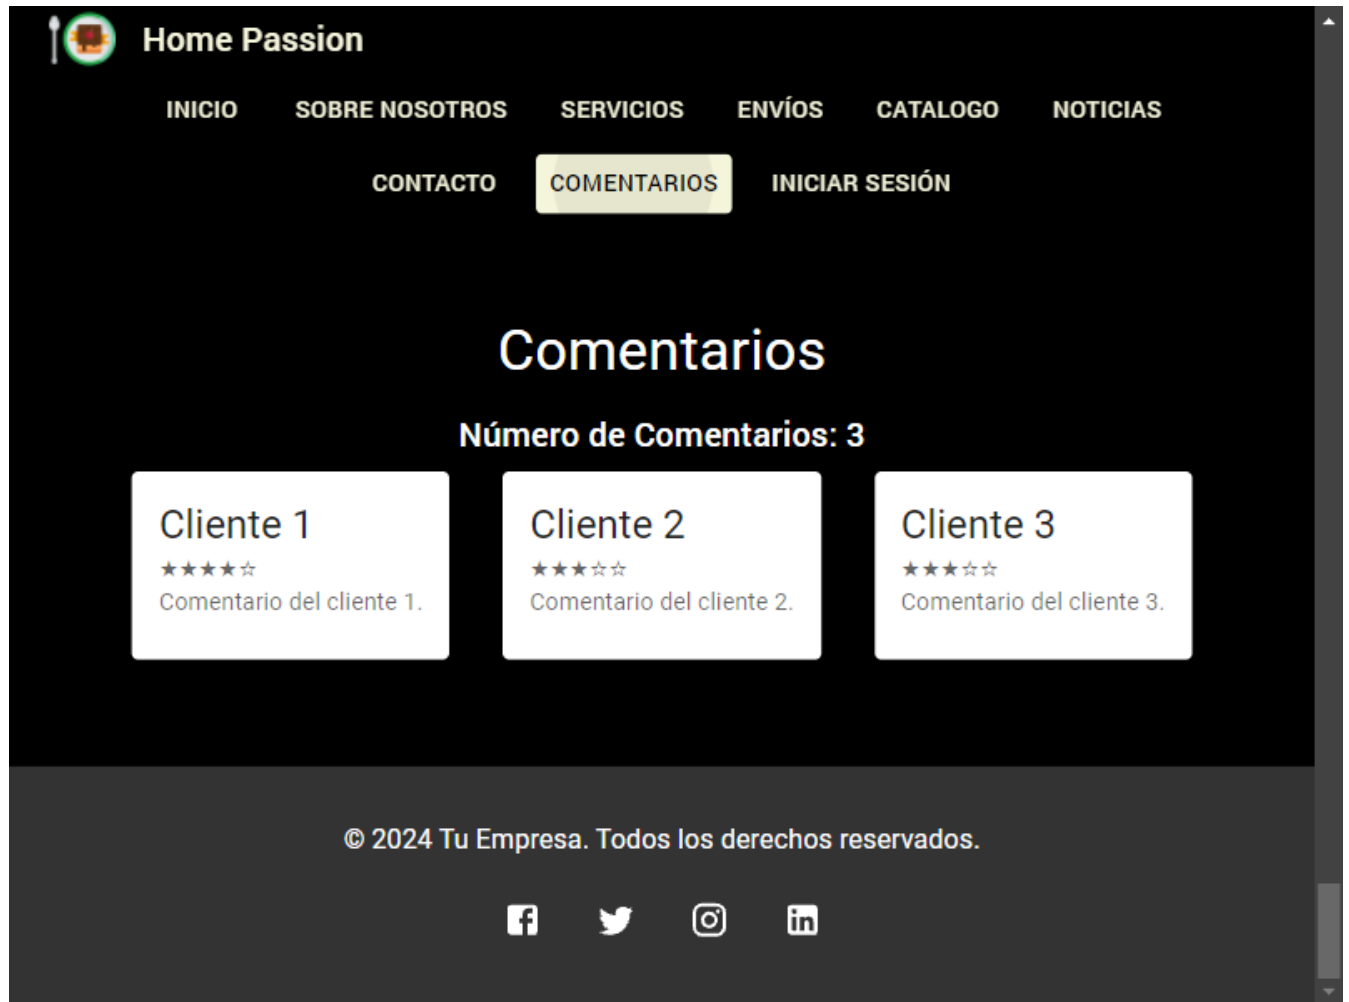 Home Passion
INICIO SOBRE NOSOTROS SERVICIOS ENVÍOS CATALOGO NOTICIAS
CONTACTO COMENTARIOS INICIAR SESIÓN
Comentarios
Número de Comentarios: 3
Cliente 1
★★★★☆
Comentario del cliente 1.
Cliente 2
★★★☆☆
Comentario del cliente 2.
Cliente 3
★★★☆☆
Comentario del cliente 3.
© 2024 Tu Empresa. Todos los derechos reservados.